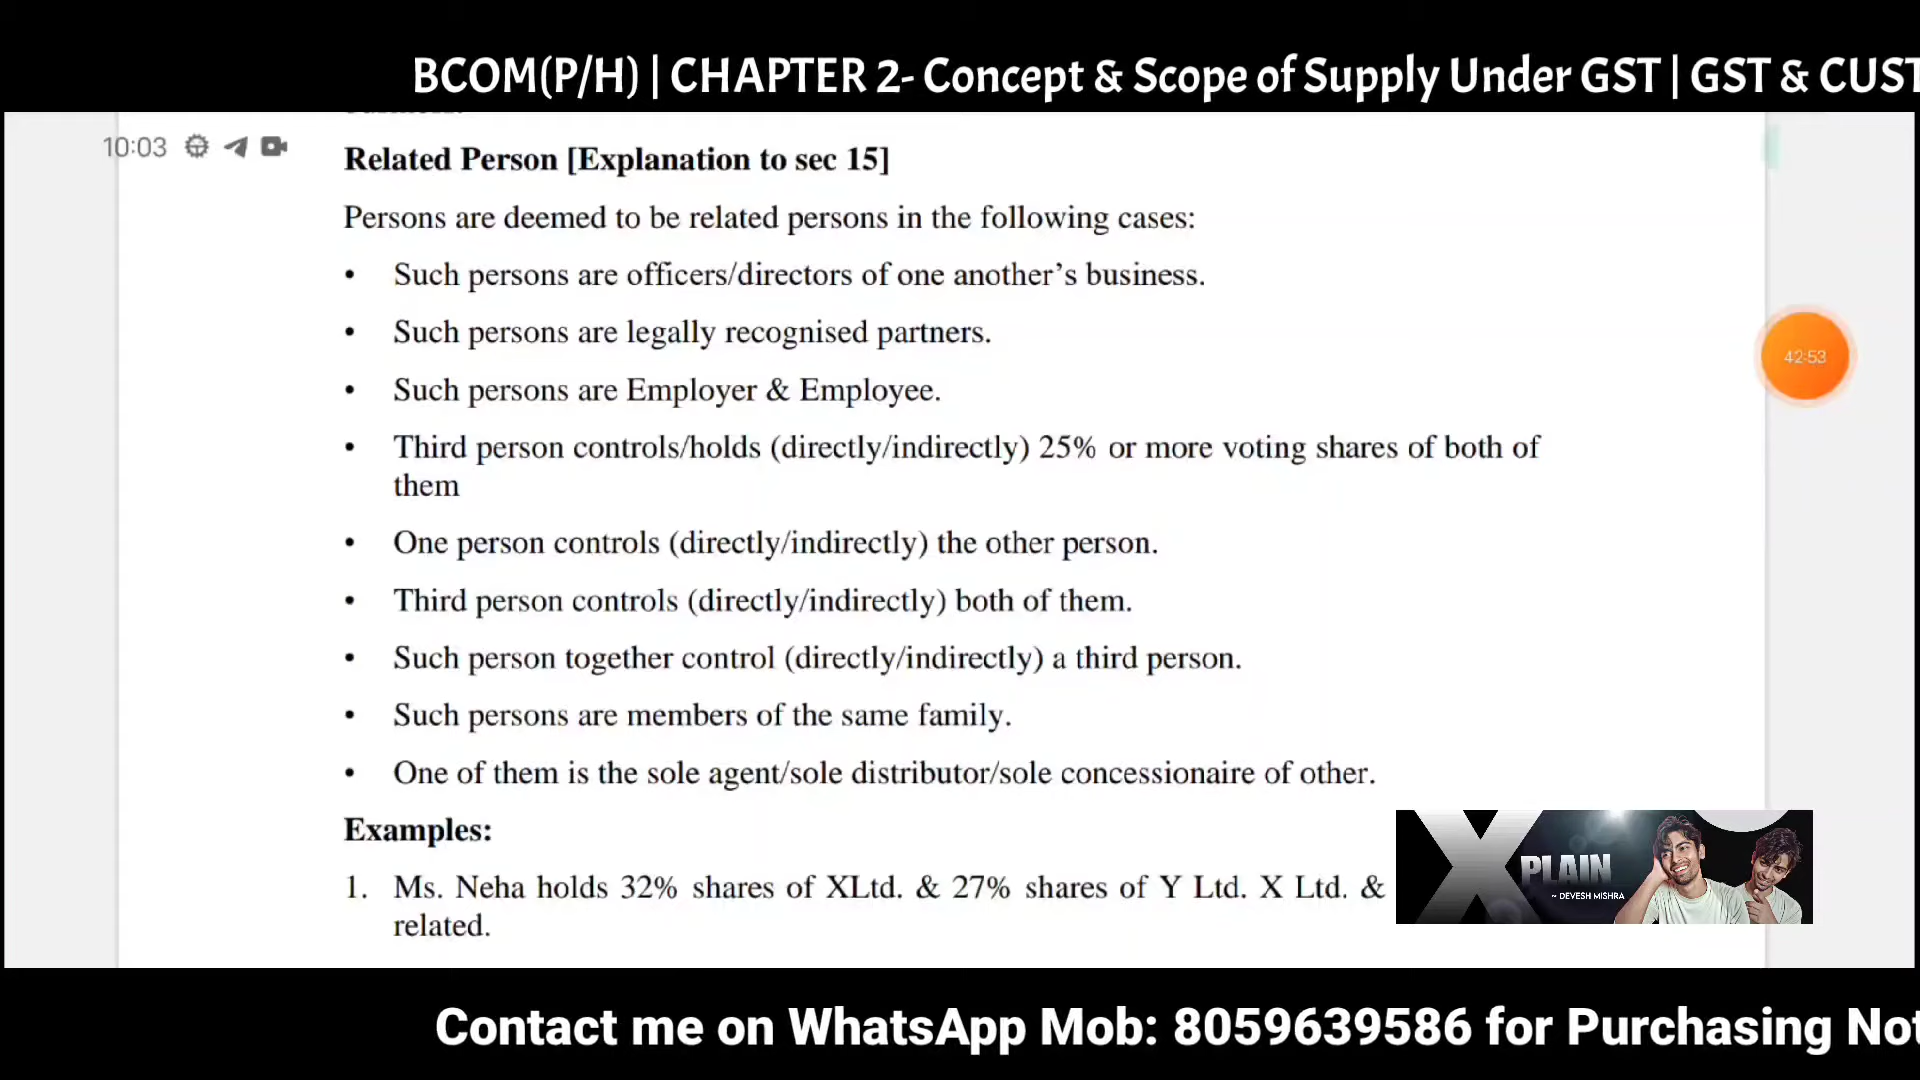 BCOM(P/H) | CHAPTER 2- Concept & Scope of Supply Under GST | GST & CUST
10:03
Related Person [Explanation to sec 15]
Persons are deemed to be related persons in the following cases:
• Such persons are officers/directors of one another’s business.
• Such persons are legally recognised partners.
• Such persons are Employer & Employee.
42:53
• Third person controls/holds (directly/indirectly) 25% or more voting shares of both of
them
• One person controls (directly/indirectly) the other person.
• Third person controls (directly/indirectly) both of them.
• Such person together control (directly/indirectly) a third person.
• Such persons are members of the same family.
• One of them is the sole agent/sole distributor/sole concessionaire of other.
Examples:
1. Ms. Neha holds 32% shares of XLtd. & 27% shares of Y Ltd. X Ltd. &
related.
XPLAIN
~ DEVESH MISHRA
Contact me on WhatsApp Mob: 8059639586 for Purchasing Not